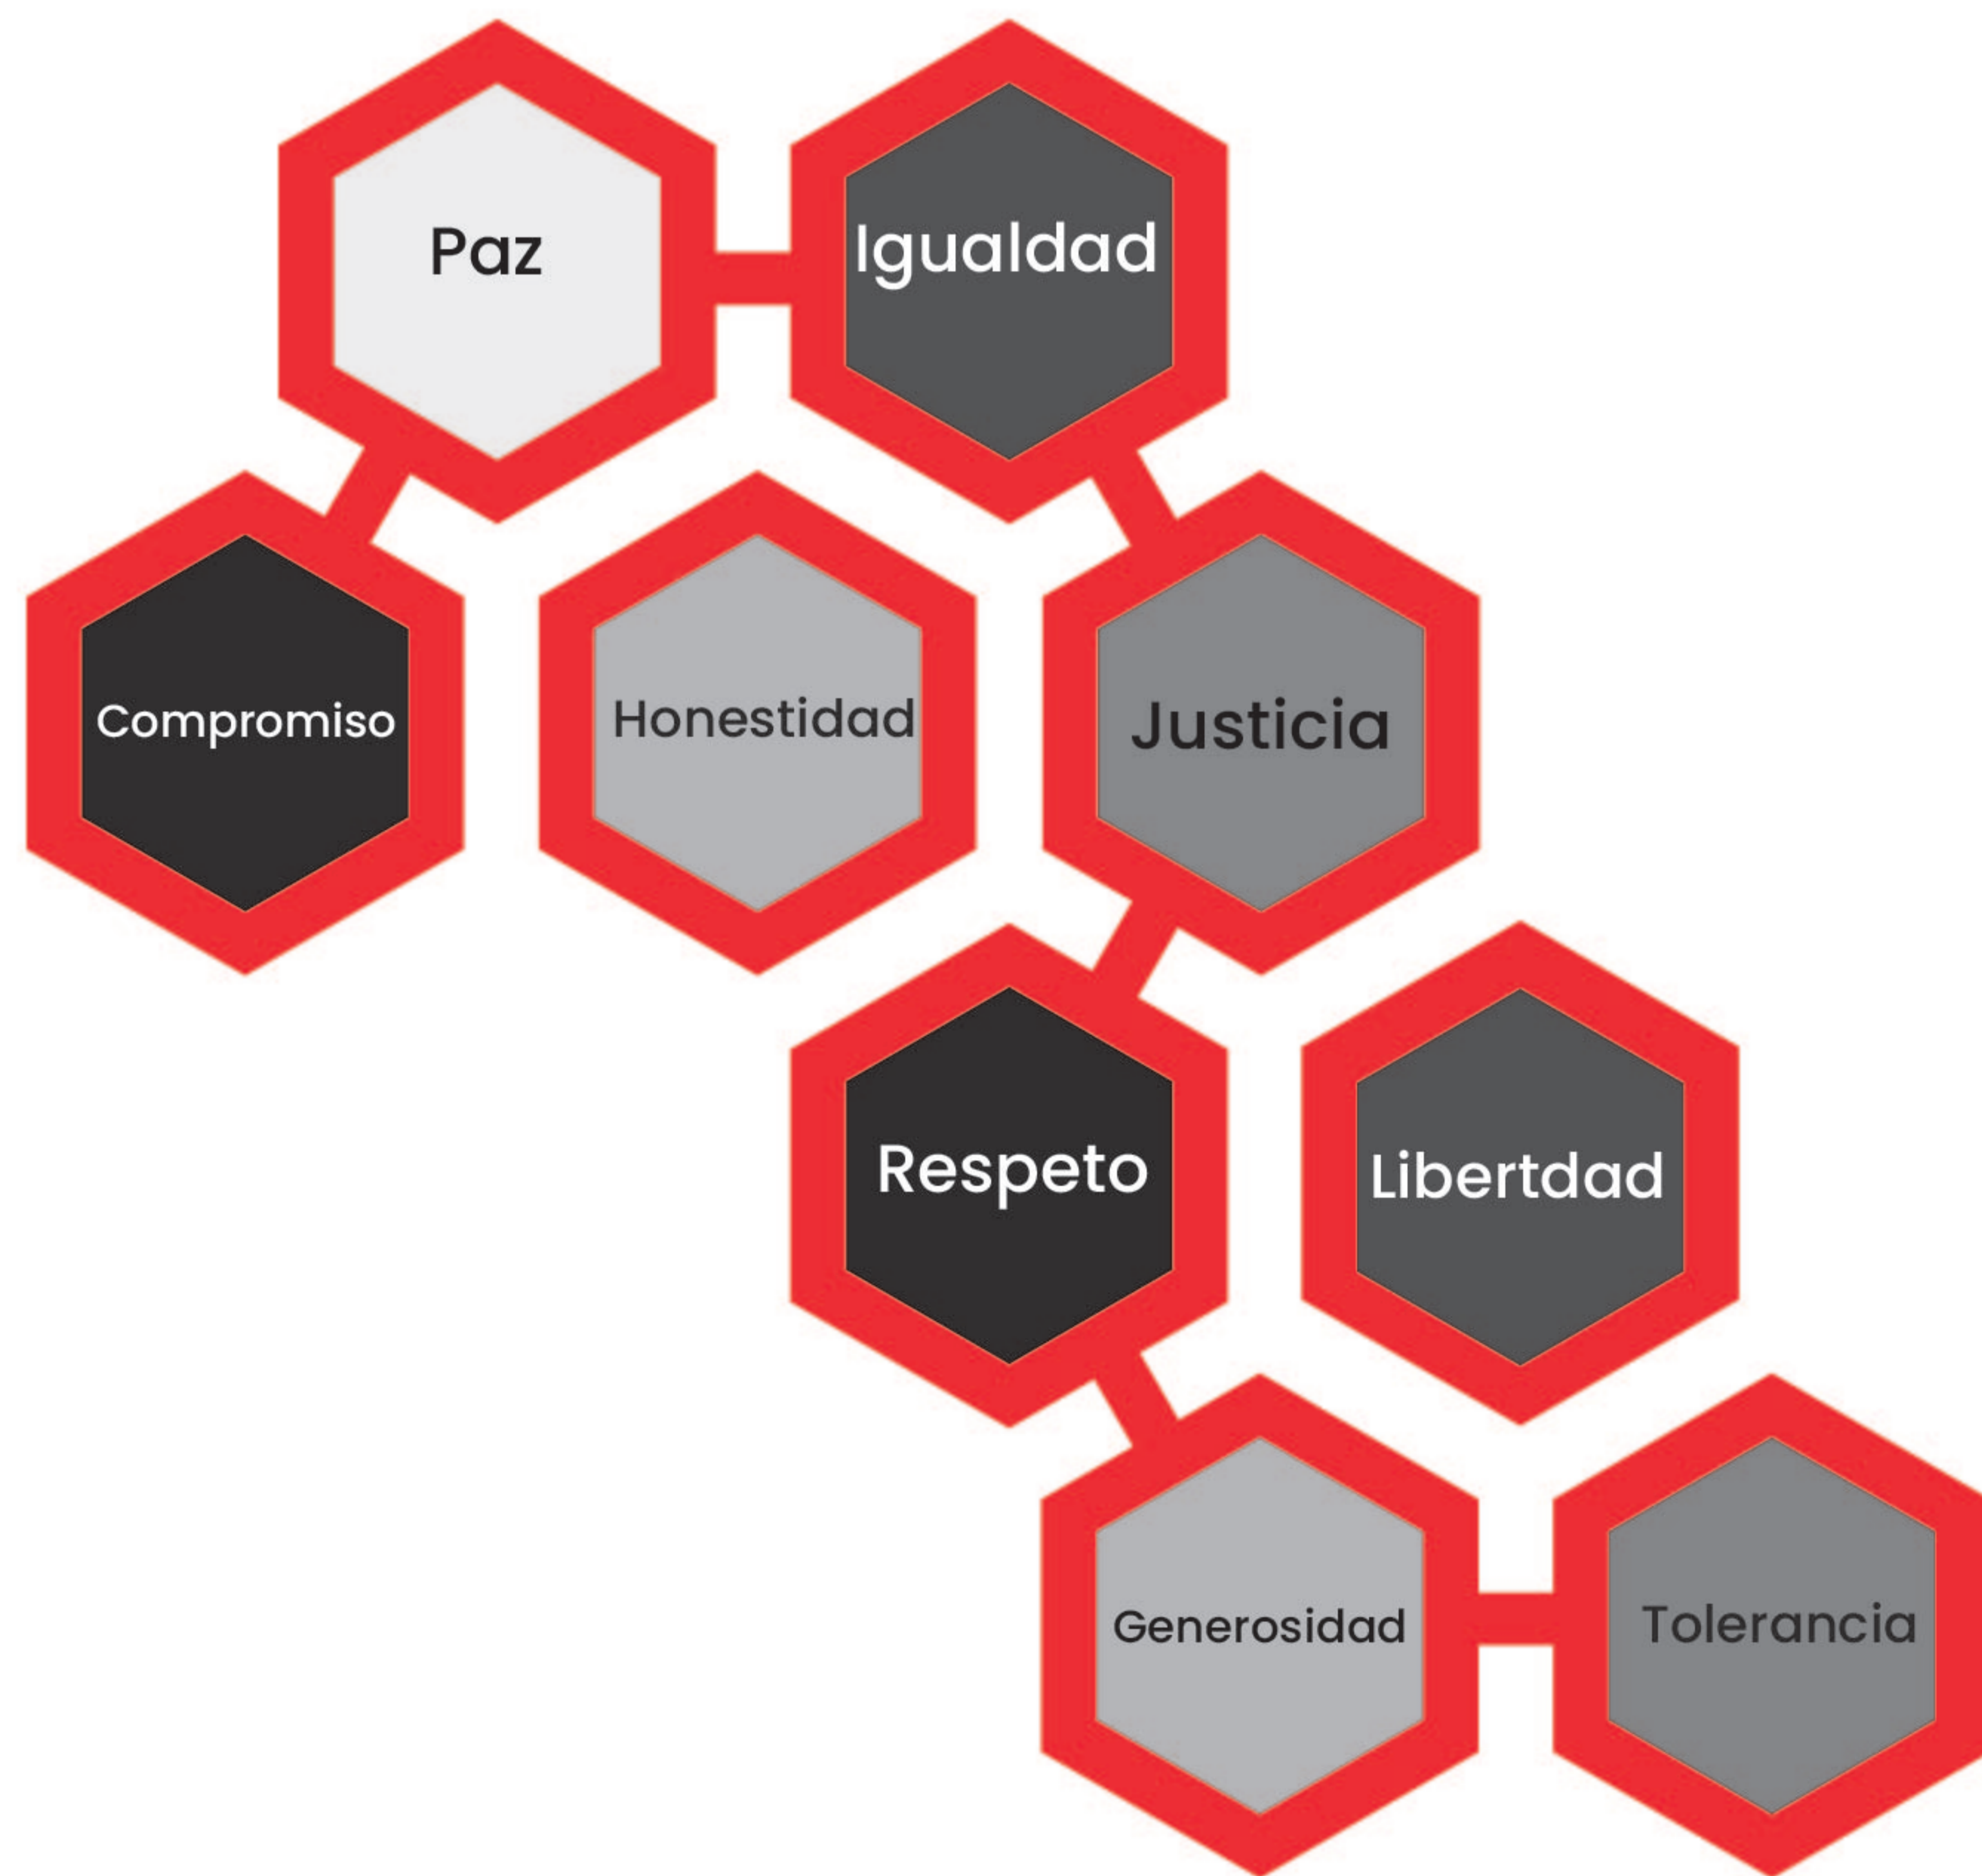 Paz
Igualdad
Compromiso
Honestidad
Justicia
Respeto
Libertdad
Generosidad
Tolerancia